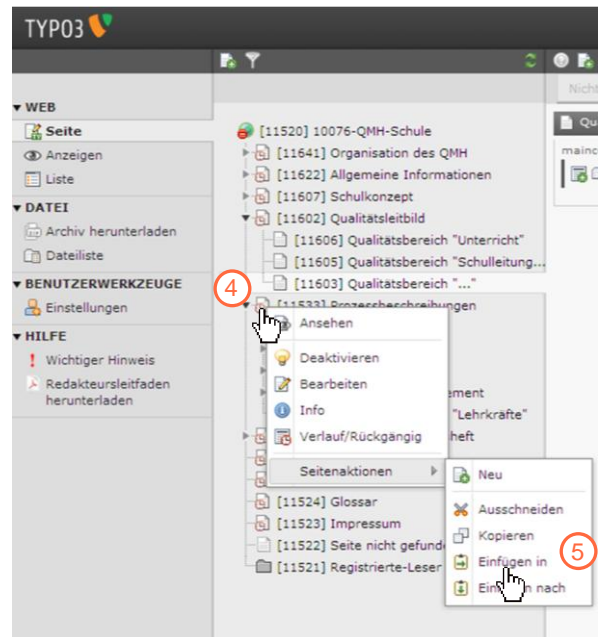 TYPO3
Nicht
WEB
Seite
Anzeigen
Liste
DATEI
Archiv herunterladen
Dateiliste
BENUTZERWERKZEUGE
Einstellungen
HILFE
Wichtiger Hinweis
Redakteursleitfaden
herunterladen
[11520] 10076-QMH-Schule
[11641] Organisation des QMH
[11622] Allgemeine Informationen
[11607] Schulkonzept
[11602] Qualitätsleitbild
[11606] Qualitätsbereich "Unterricht"
[11605] Qualitätsbereich "Schulleitung...
[11603] Qualitätsbereich "..."
4
[11533] Prozessbeschreibungen
Ansehen
Deaktivieren
Bearbeiten
Info
Verlauf/Rückgängig
Seitenaktionen
ement
"Lehrkräfte"
heft
[11524] Glossar
[11523] Impressum
[11522] Seite nicht gefund
[11521] Registrierte-Leser
Neu
Ausschneiden
Kopieren
5
Einfügen in
nach
Qu
mainc